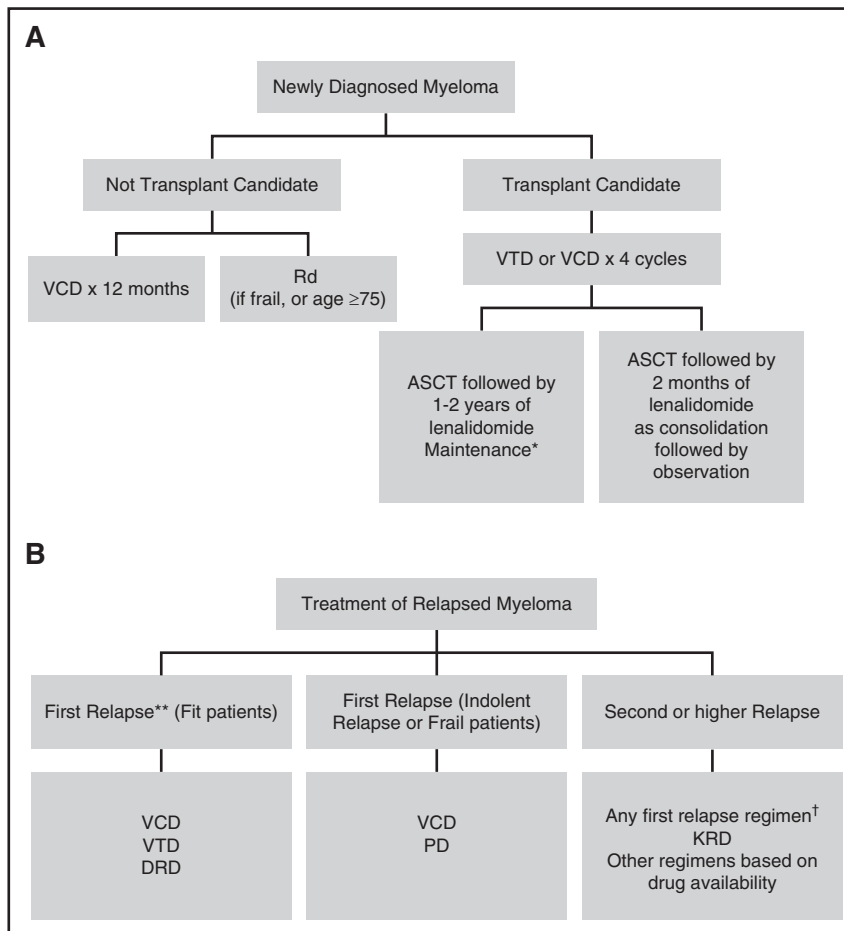 A
Newly Diagnosed Myeloma
Not Transplant Candidate
Transplant Candidate
VCD x 12 months
Rd
(if frail, or age ≥75)
VTD or VCD x 4 cycles
ASCT followed by
1-2 years of
lenalidomide
Maintenance*
ASCT followed by
2 months of
lenalidomide
as consolidation
followed by
observation
B
Treatment of Relapsed Myeloma
First Relapse** (Fit patients)
First Relapse (Indolent
Relapse or Frail patients)
Second or higher Relapse
VCD
VTD
DRD
VCD
PD
Any first relapse regimen†
KRD
Other regimens based on
drug availability